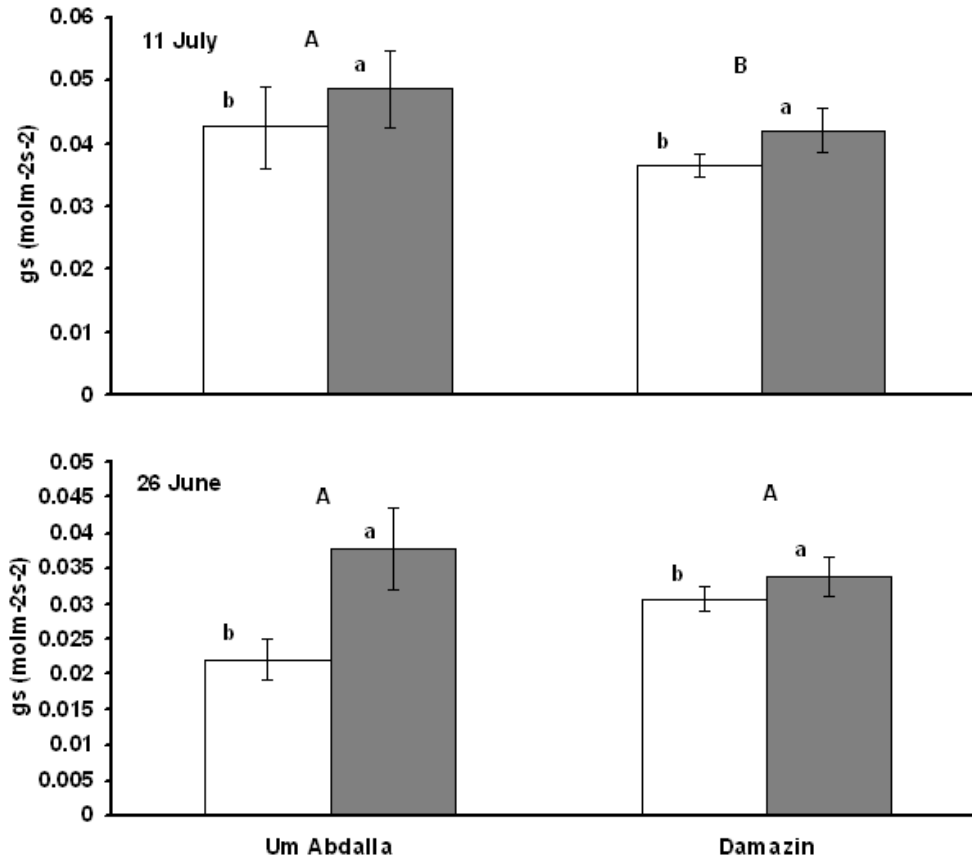 0.06
11 July
A
a
b
B
a
b
0.05
0.04
0.03
0.02
0.01
0
gs (molm-2s-2)
0.05
26 June
A
a
b
A
a
b
0.045
0.04
0.035
0.03
0.025
0.02
0.015
0.01
0.005
0
gs (molm-2s-2)
Um Abdalla
Damazin